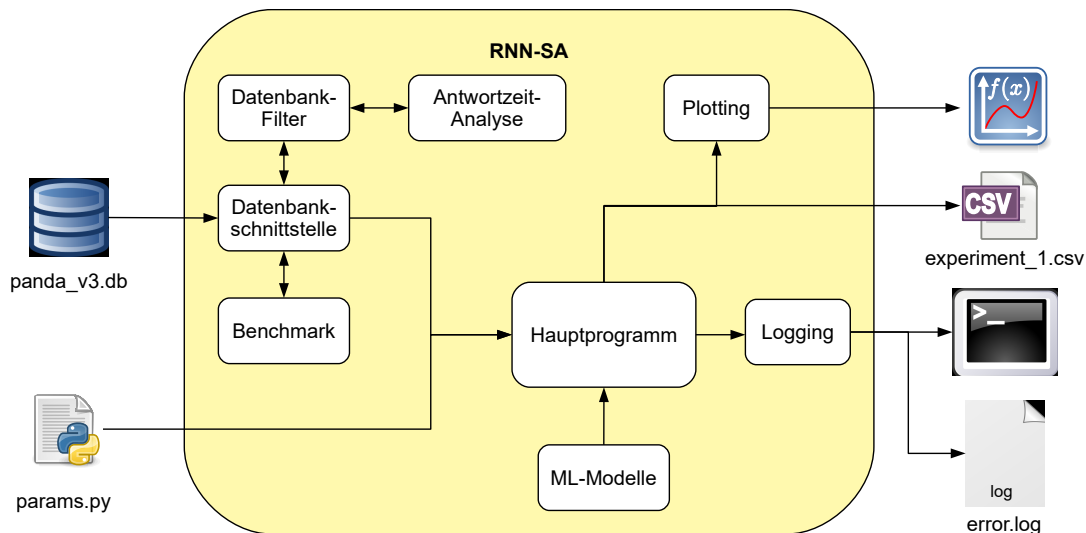 RNN-SA
Datenbank-
Filter
Antwortzeit-
Analyse
Plotting
f(x)
Datenbank-
schnittstelle
panda_v3.db
CSV
experiment_1.csv
Benchmark
Hauptprogramm
Logging
>_
params.py
ML-Modelle
log
error.log